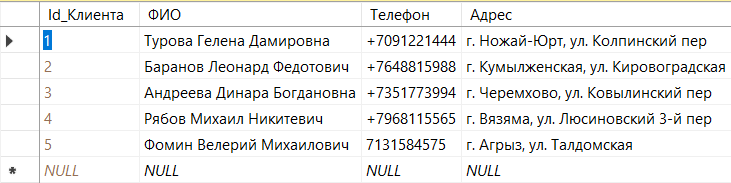 Id_Клиента ФИО Телефон Адрес
1 Турова Гелена Дамировна +7091221444 г. Ножай-Юрт, ул. Колпинский пер
2 Баранов Леонард Федотович +7648815988 г. Кумылженская, ул. Кировоградская
3 Андреева Динара Богдановна +7351773994 г. Черемхово, ул. Ковылинский пер
4 Рябов Михаил Никитевич +7968115565 г. Вязяма, ул. Люсиновский 3-й пер
5 Фомин Велерий Михаилович 7131584575 г. Агрыз, ул. Талдомская
NULL NULL NULL NULL